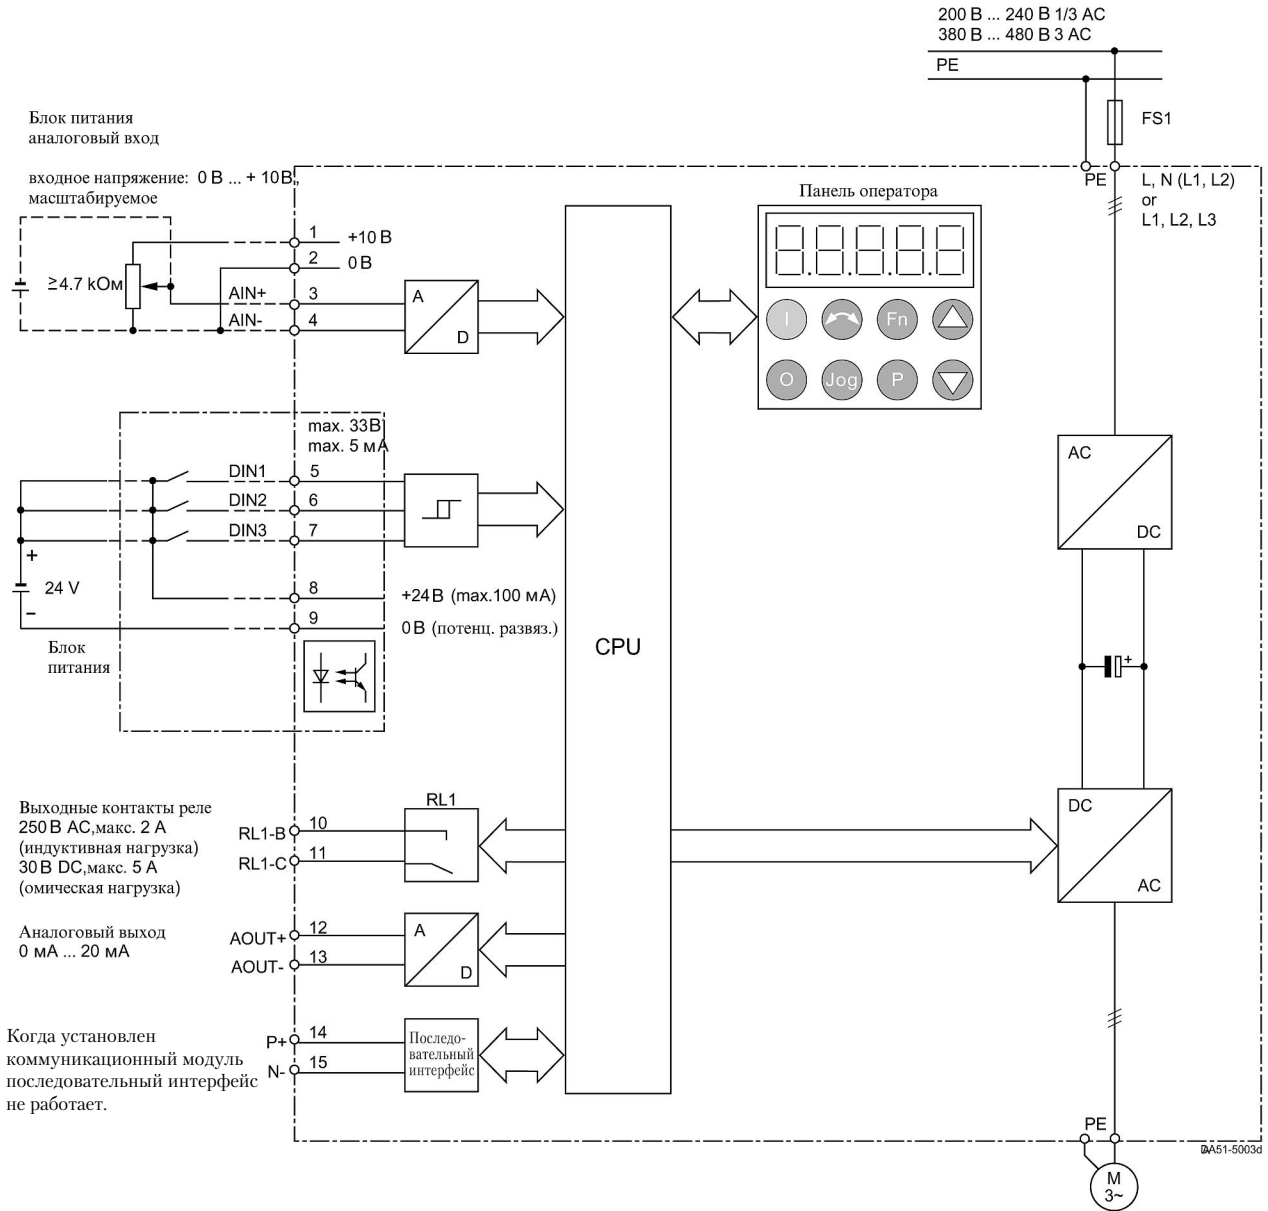 200 В ... 240 В 1/3 AC
380 В ... 480 В 3 AC
PE
FS1
Блок питания
аналоговый вход
входное напряжение: 0 В ... + 10 В,
масштабируемое
PE
L, N (L1, L2)
or
L1, L2, L3
Панель оператора
1
+10 В
2
0 В
≥4.7 kОм
AIN+
3
AIN-
4
A
D
I
Fn
O
Jog
P
max. 33 В
max. 5 мА
DIN1
5
DIN2
6
DIN3
7
+
24 V
−
8
+24 В (max.100 мА)
9
0 В (потенц. развяз.)
Блок
питания
CPU
AC
DC
+
Выходные контакты реле
250 В AC,макс. 2 А
(индуктивная нагрузка)
30 В DC,макс. 5 А
(омическая нагрузка)
RL1
RL1-B
10
RL1-C
11
DC
AC
Аналоговый выход
0 мА ... 20 мА
AOUT+
12
AOUT-
13
A
D
Когда установлен
коммуникационный модуль
последовательный интерфейс
не работает.
P+
14
N-
15
Последо-
вательный
интерфейс
PE
DA51-5003d
M
3~